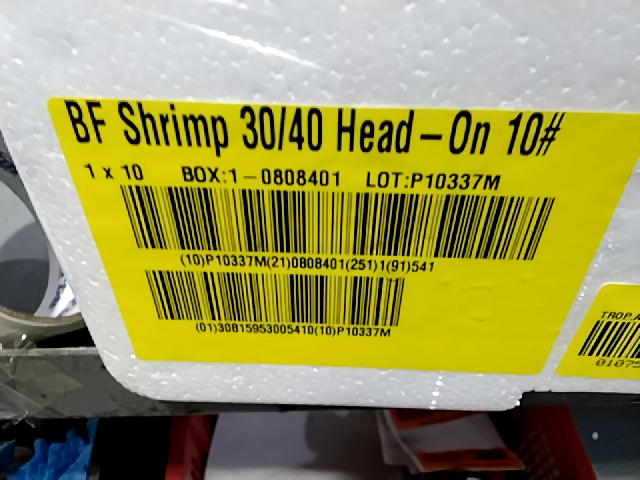 BF Shrimp 30/40 Head-On 10#
1 x 10 BOX:1-0808401 LOT:P10337M
(10)P10337M(21)0808401(251)1(91)541
(01)30815953005410(10)P10337M
TROP